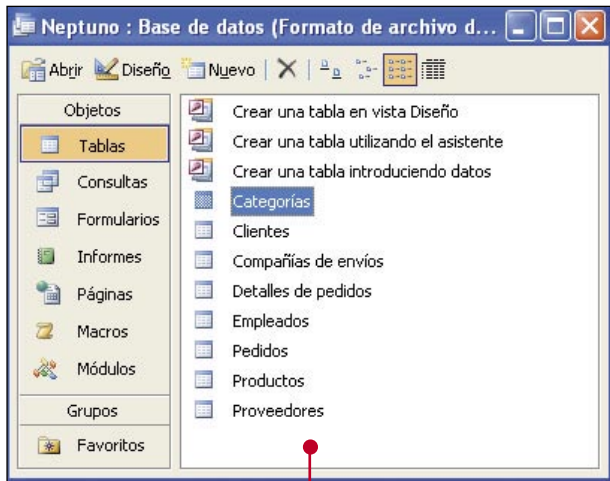 Neptuno : Base de datos (Formato de archivo d...
Abrir Diseño Nuevo
Objetos
Tablas
Consultas
Formularios
Informes
Páginas
Macros
Módulos
Grupos
Favoritos
Crear una tabla en vista Diseño
Crear una tabla utilizando el asistente
Crear una tabla introduciendo datos
Categorías
Clientes
Compañías de envíos
Detalles de pedidos
Empleados
Pedidos
Productos
Proveedores